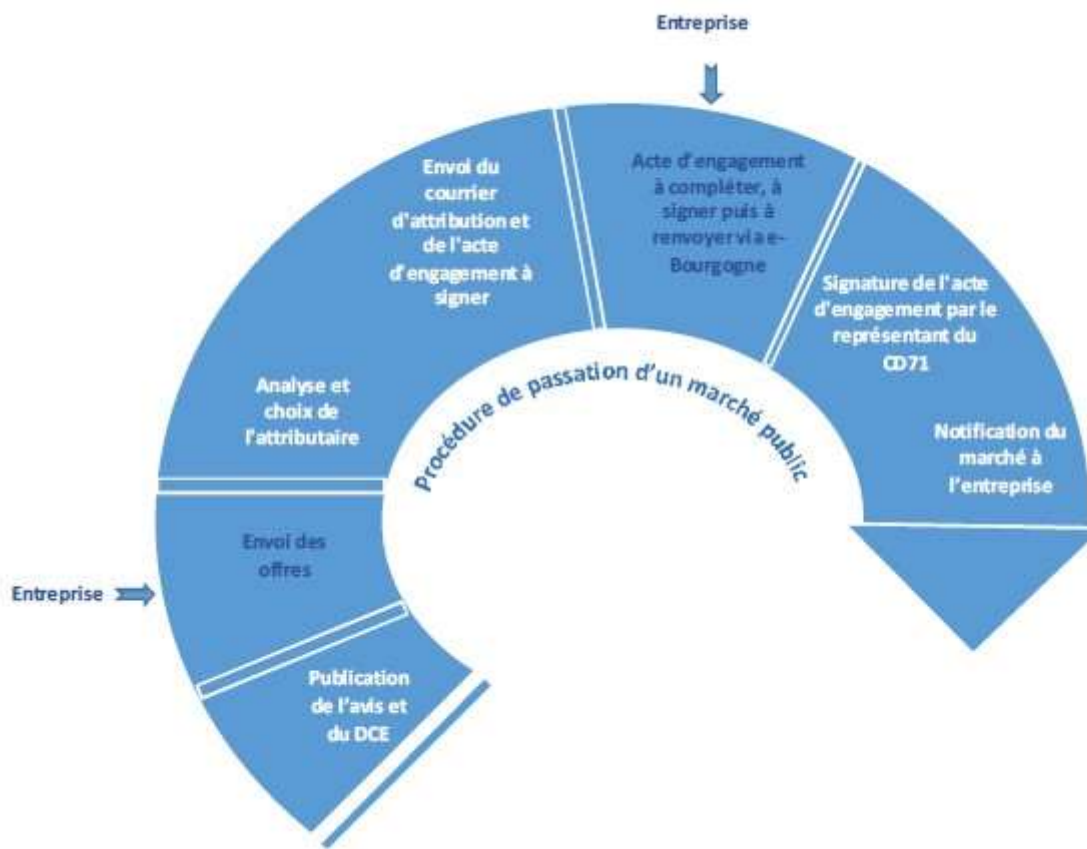 Entreprise
Acte d'engagement
à compléter, à
signer puis à
renvoyer via e-
Bourgogne
Envoi du
courrier
d'attribution et
de l'acte
d'engagement à
signer
Signature de l'acte
d'engagement par le
représentant du
CD71
Procédure de passation d'un marché public
Analyse et
choix de
l'attributaire
Notification du
marché à
l'entreprise
Envoi des
offres
Entreprise
Publication
de l'avis et
du DCE